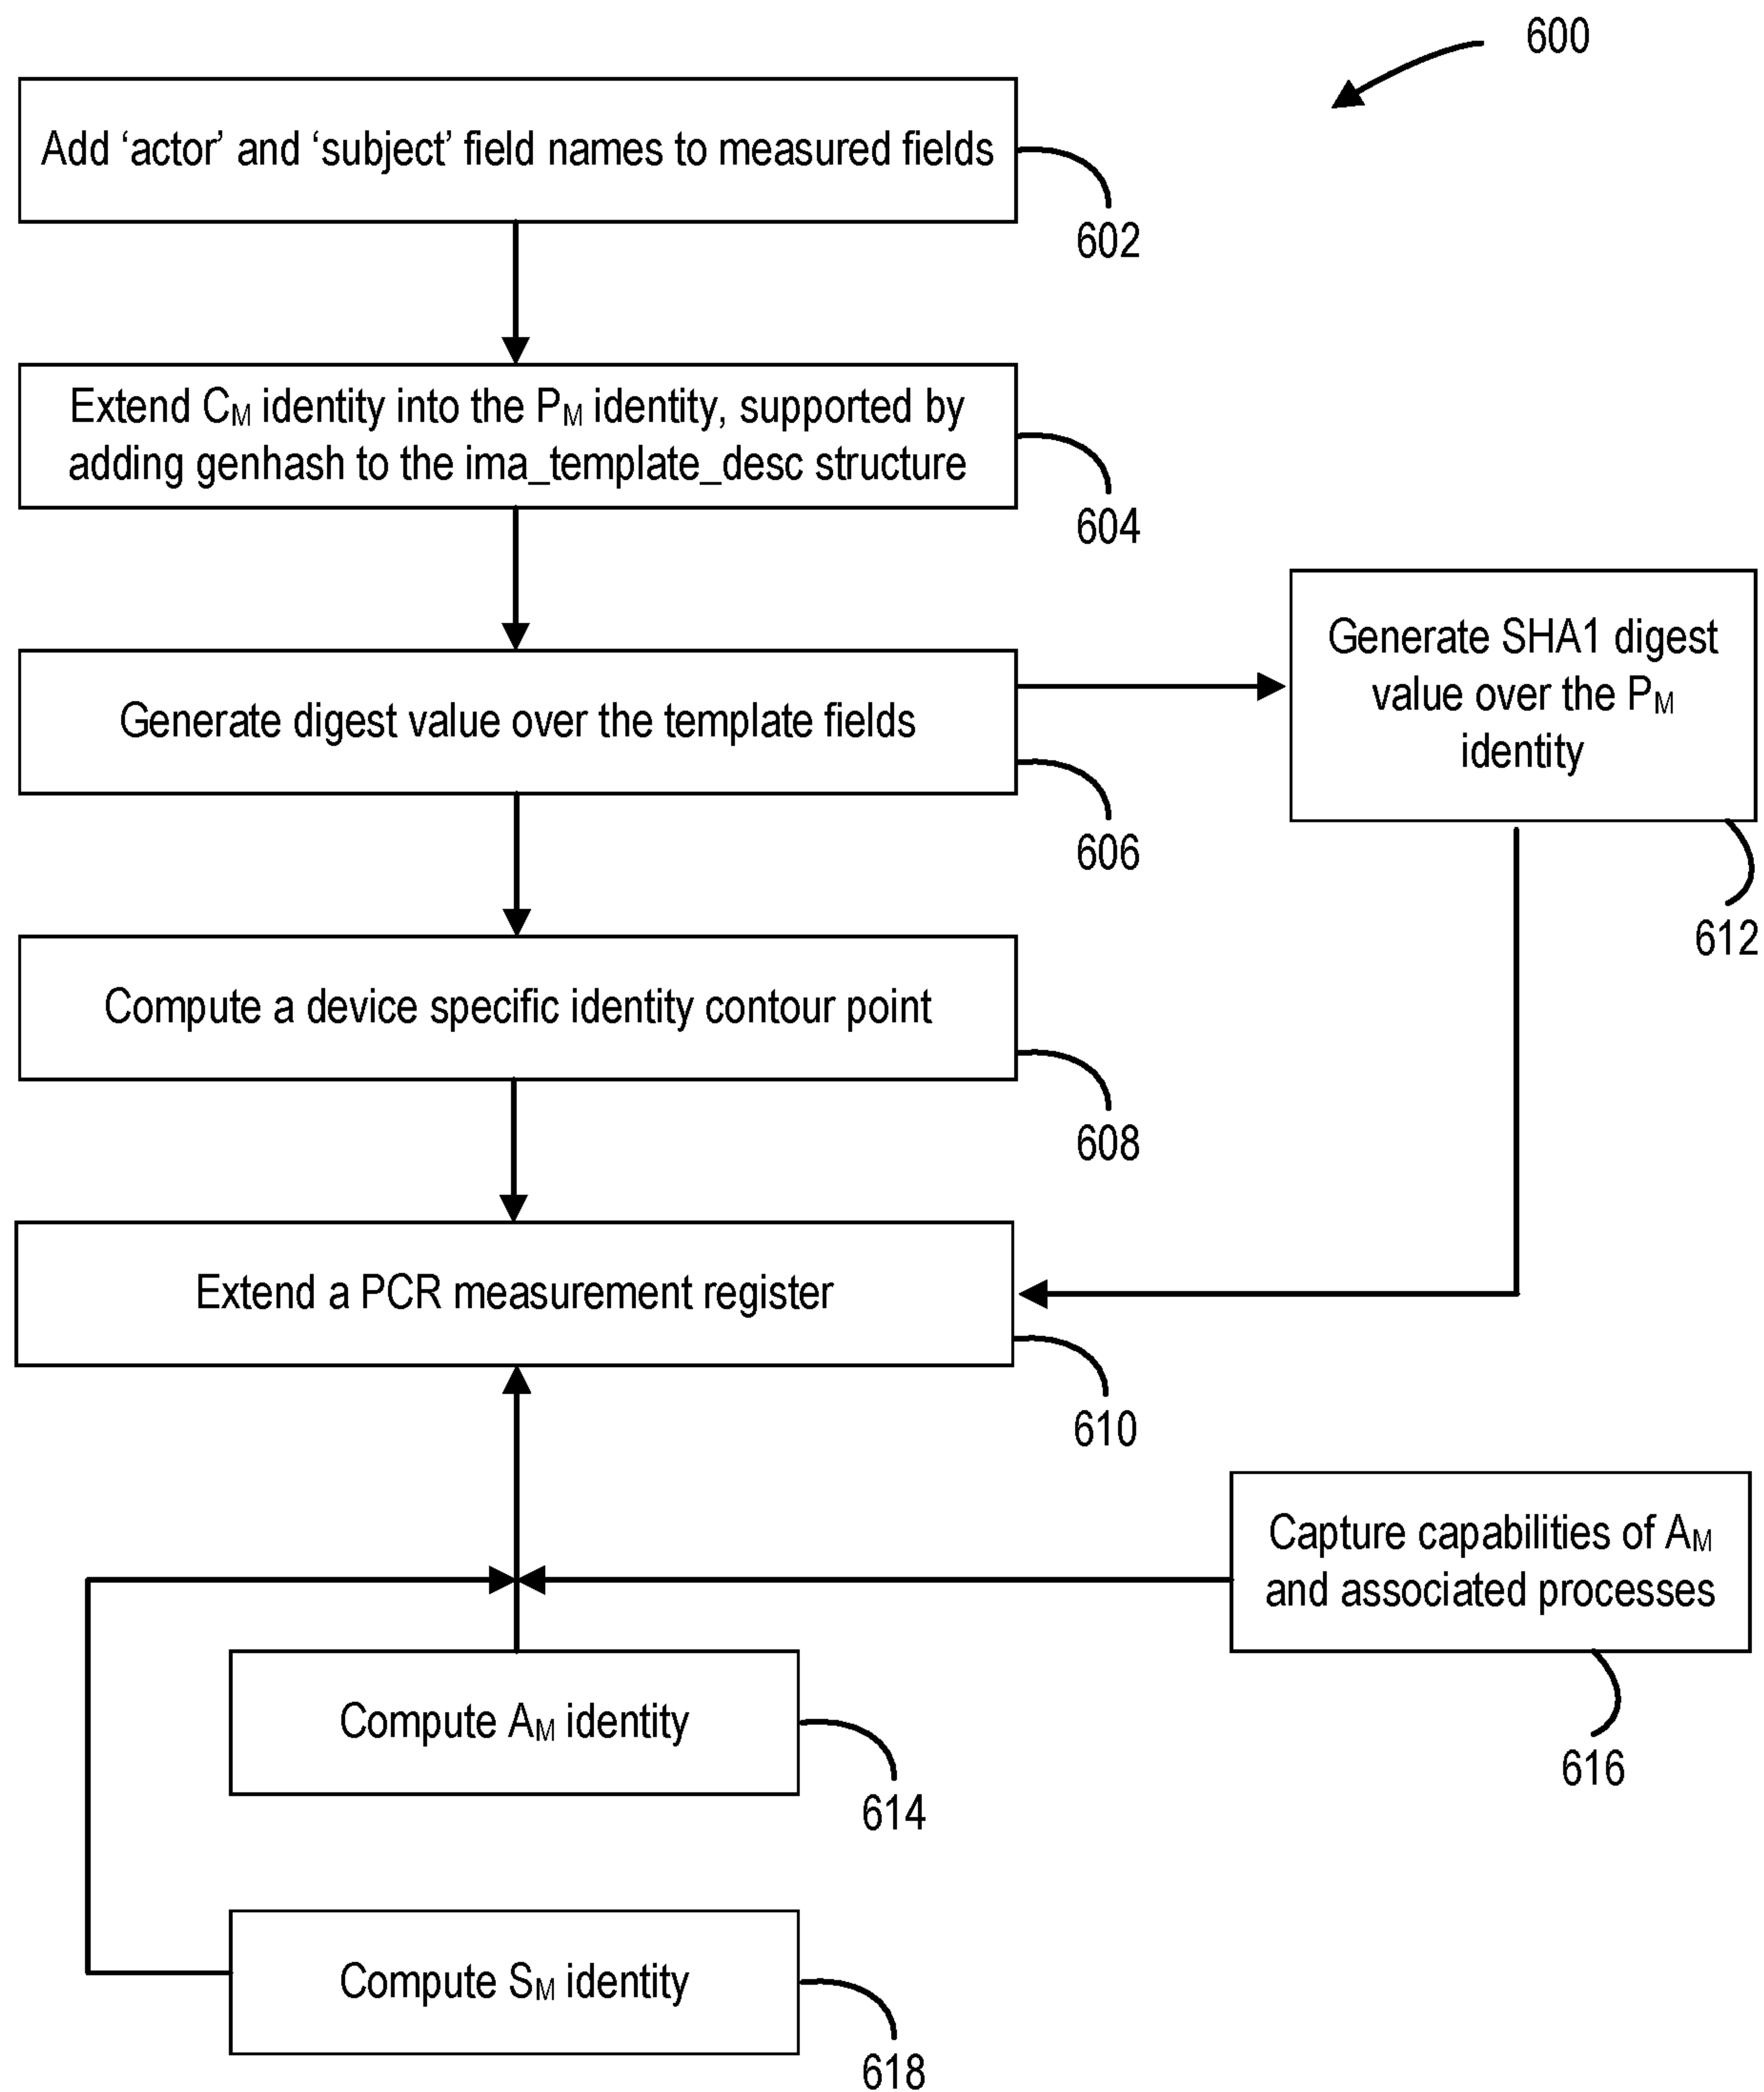 600
Add ‘actor’ and ‘subject’ field names to measured fields
602
Extend CM identity into the PM identity, supported by
adding genhash to the ima_template_desc structure
604
Generate digest value over the template fields
606
Generate SHA1 digest
value over the PM
identity
612
Compute a device specific identity contour point
608
Extend a PCR measurement register
610
Capture capabilities of AM
and associated processes
616
Compute AM identity
614
Compute SM identity
618